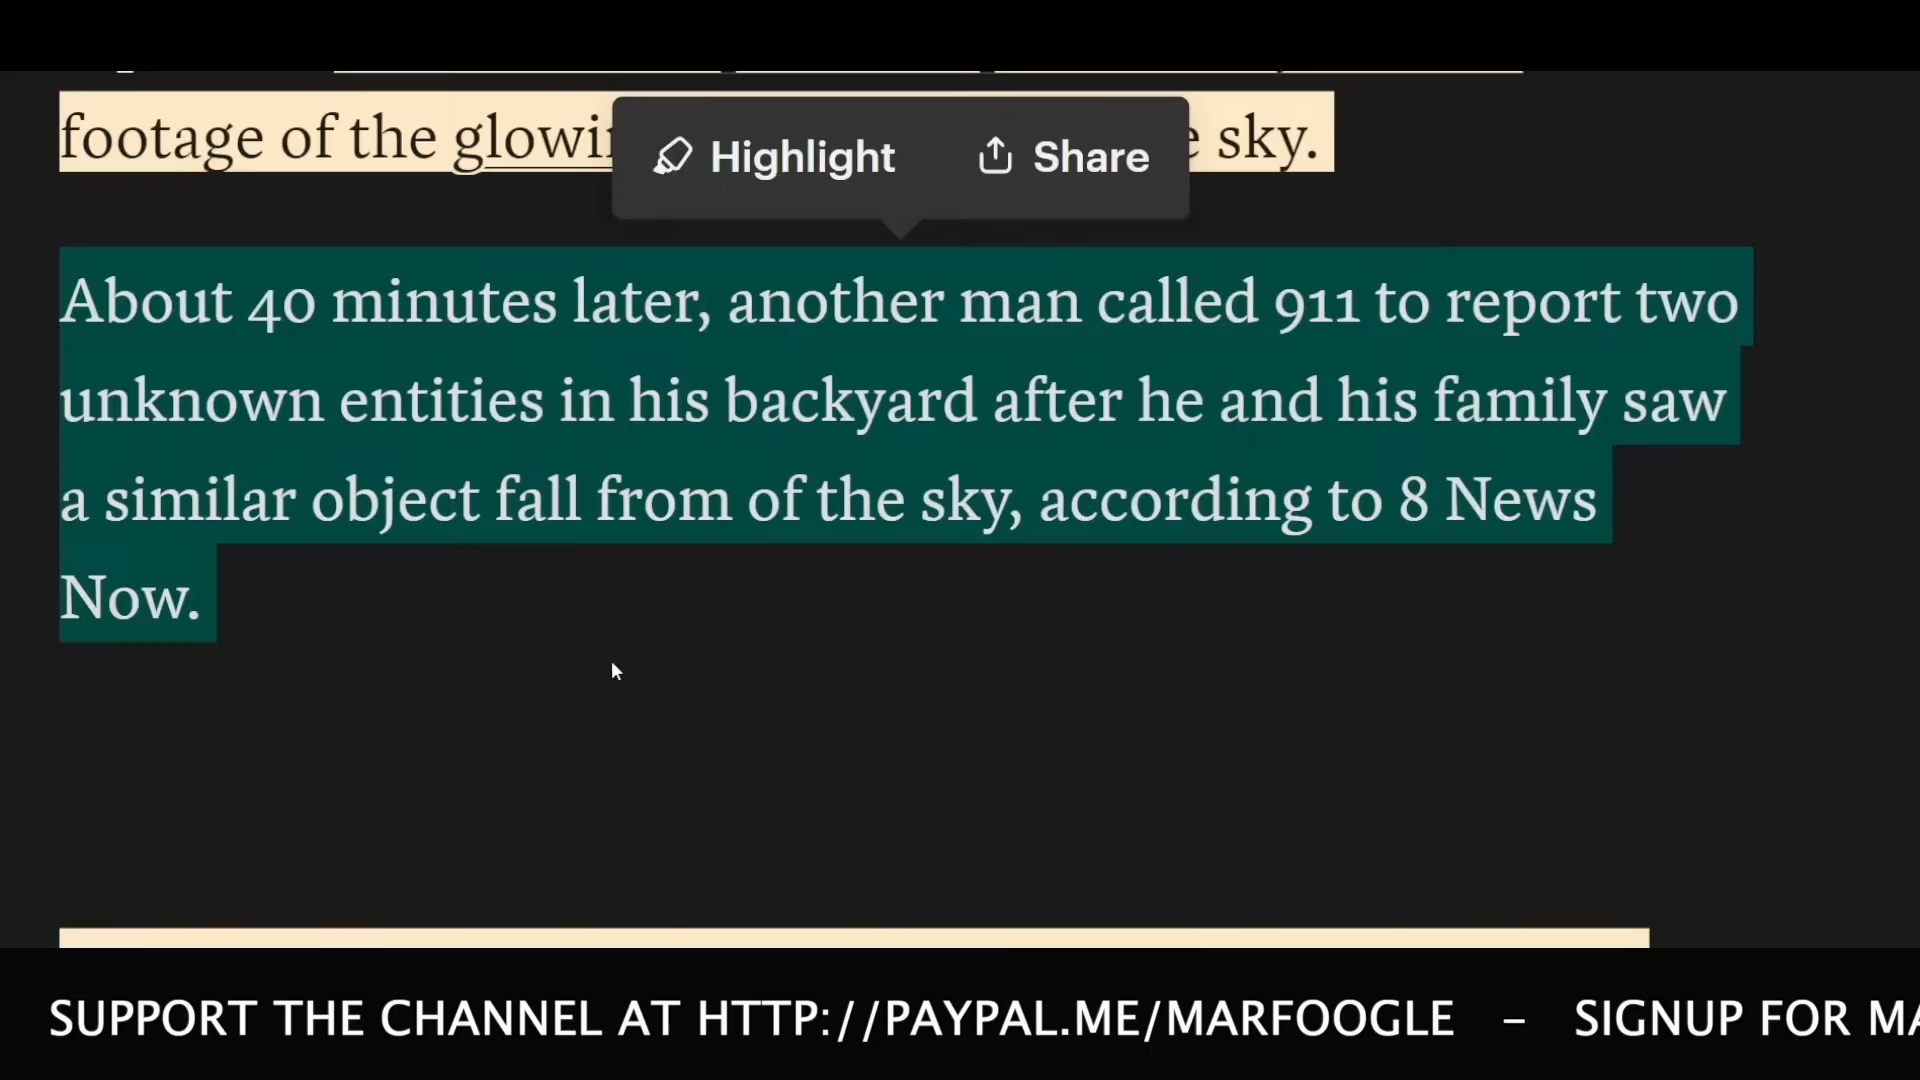 footage of the
Highlight
Share
sky.
About 40 minutes later, another man called 911 to report two
unknown entities in his backyard after he and his family saw
a similar object fall from of the sky, according to 8 News
Now.
SUPPORT THE CHANNEL AT HTTP://PAYPAL.ME/MARFOOGLE – SIGNUP FOR